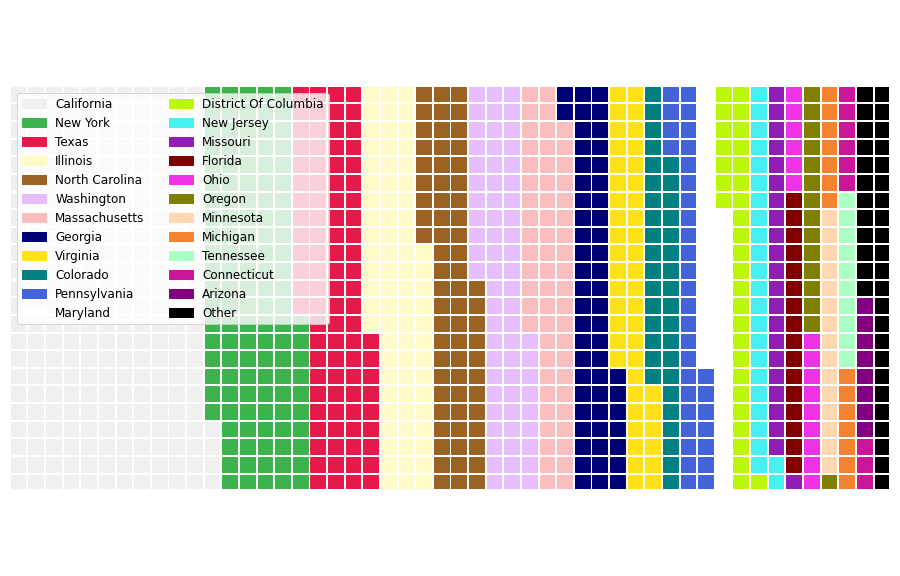 California
New York
Texas
Illinois
North Carolina
Washington
Massachusetts
Georgia
Virginia
Colorado
Pennsylvania
Maryland
District Of Columbia
New Jersey
Missouri
Florida
Ohio
Oregon
Minnesota
Michigan
Tennessee
Connecticut
Arizona
Other